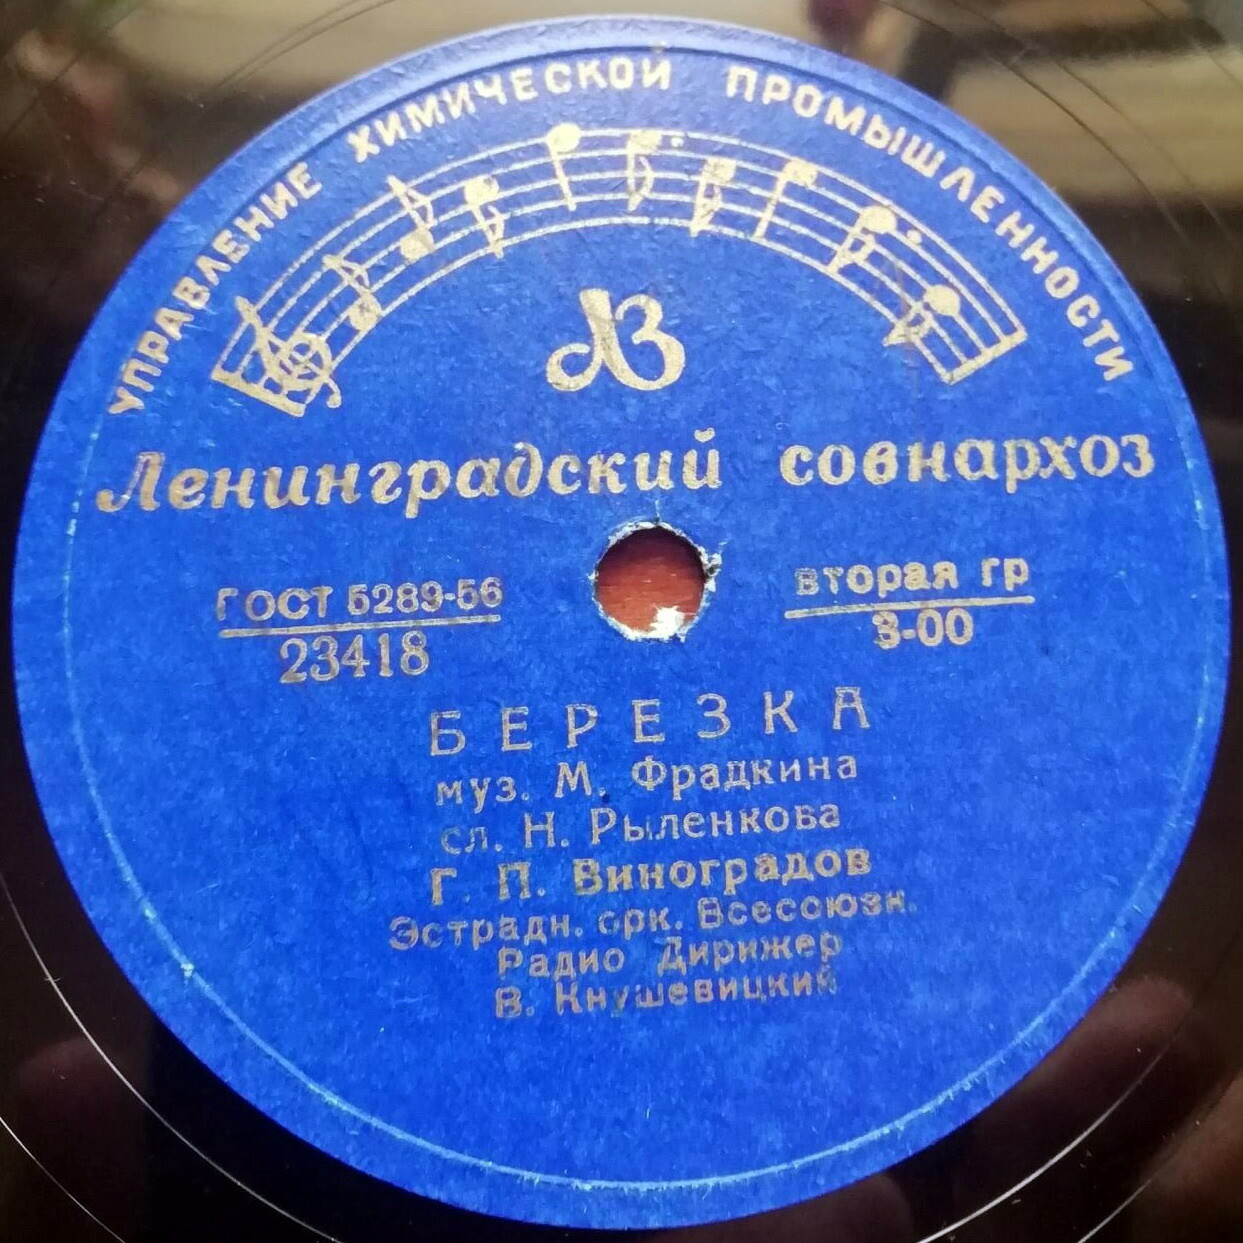 УПРАВЛЕНИЕ ХИМИЧЕСКОЙ ПРОМЫШЛЕННОСТИ
ЛЗ
Ленинградский совнархоз
ГОСТ 5289-56
23418
вторая гр
3-00
БЕРЕЗКА
муз. М. Фрадкина
сл. Н. Рыленкова
Г. П. Виноградов
Эстрадн. орк. Всесоюзн.
Радио Дирижер
В. Кнушевицкий